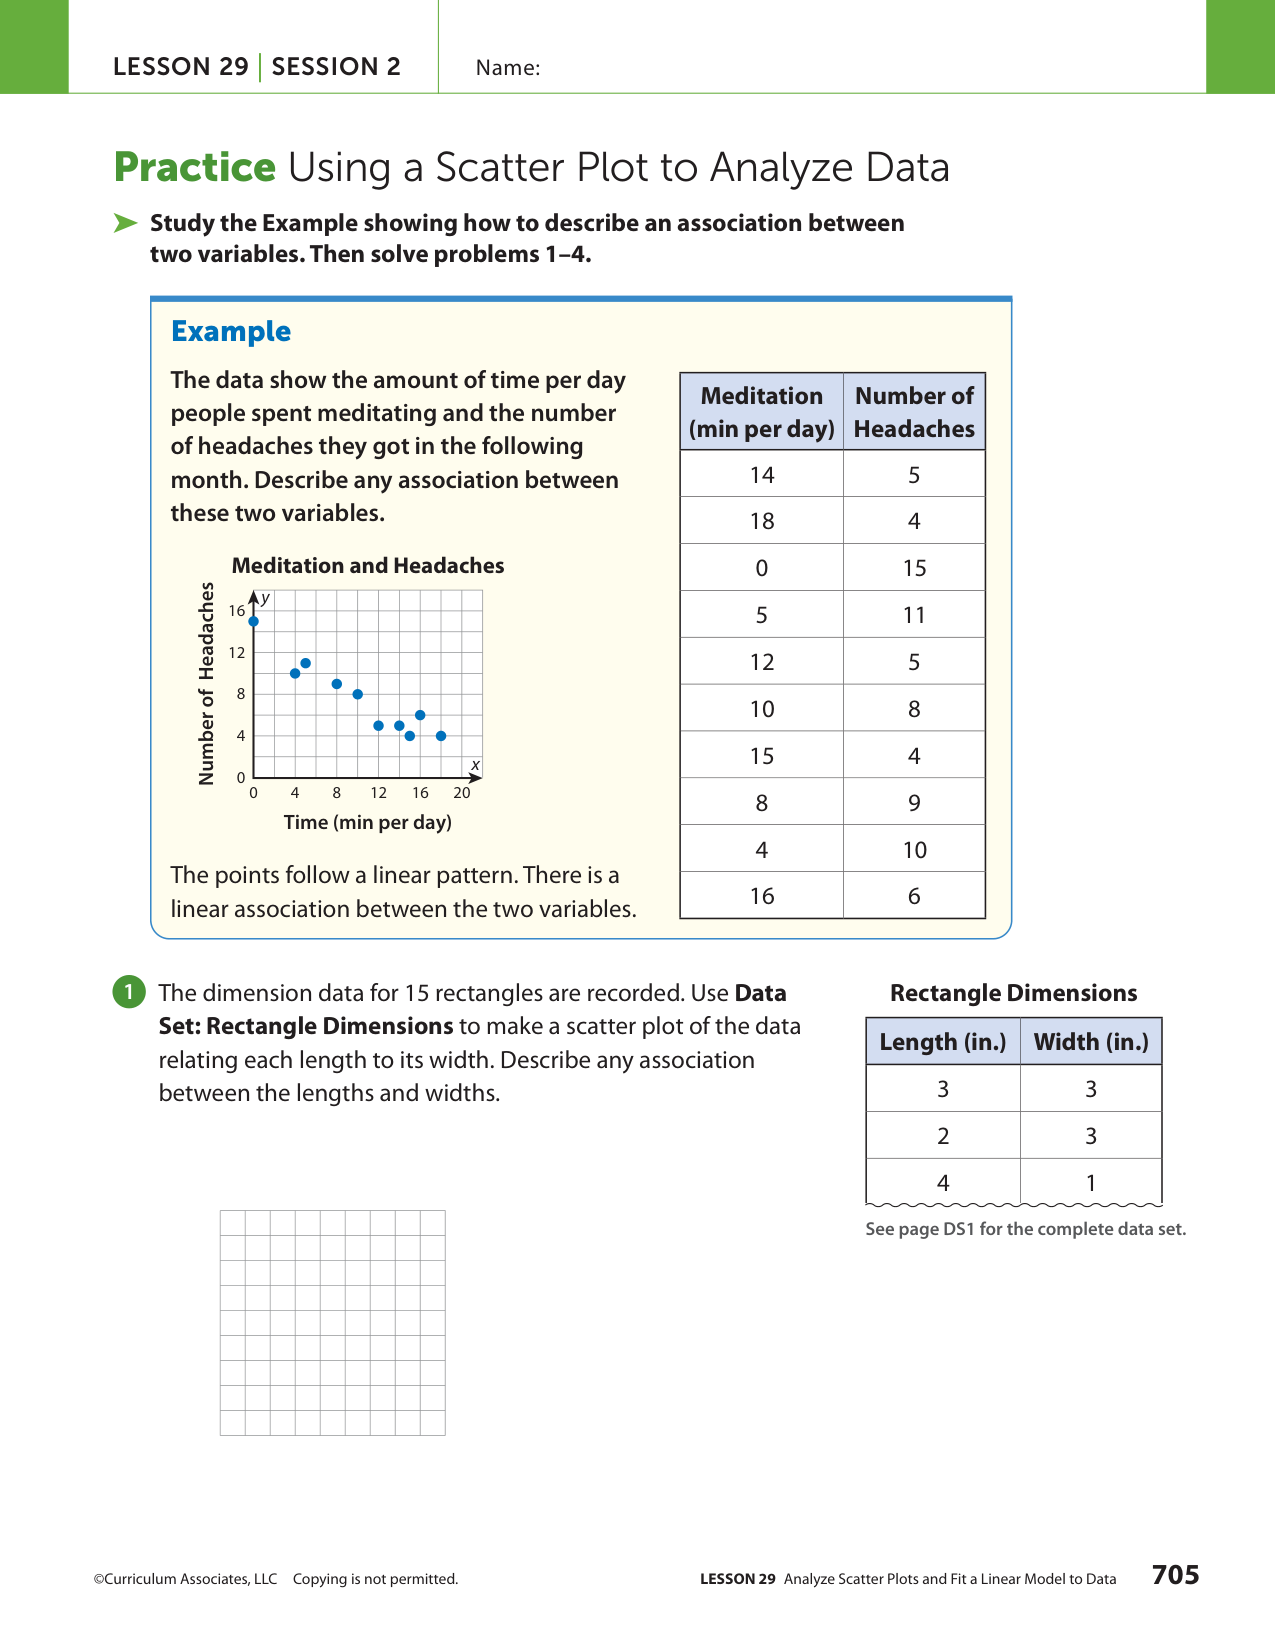 LESSON 29 | SESSION 2
Name:
Practice Using a Scatter Plot to Analyze Data
Study the Example showing how to describe an association between
two variables. Then solve problems 1–4.
Example
The data show the amount of time per day
people spent meditating and the number
of headaches they got in the following
month. Describe any association between
these two variables.
Meditation and Headaches
Number of Headaches
y
16
12
8
4
0
x
0 4 8 12 16 20
Time (min per day)
The points follow a linear pattern. There is a
linear association between the two variables.
Meditation Number of
(min per day) Headaches
14 5
18 4
0 15
5 11
12 5
10 8
15 4
8 9
4 10
16 6
1 The dimension data for 15 rectangles are recorded. Use Data
Set: Rectangle Dimensions to make a scatter plot of the data
relating each length to its width. Describe any association
between the lengths and widths.
Rectangle Dimensions
Length (in.) Width (in.)
3 3
2 3
4 1
See page DS1 for the complete data set.
©Curriculum Associates, LLC Copying is not permitted.
LESSON 29 Analyze Scatter Plots and Fit a Linear Model to Data 705